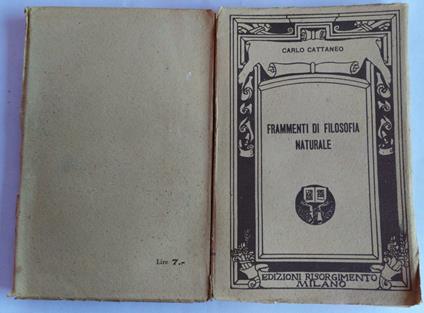 CARLO CATTANEO
FRAMMENTI DI FILOSOFIA
NATURALE
EDIZIONI RISORGIMENTO
MILANO
Lire 7.-